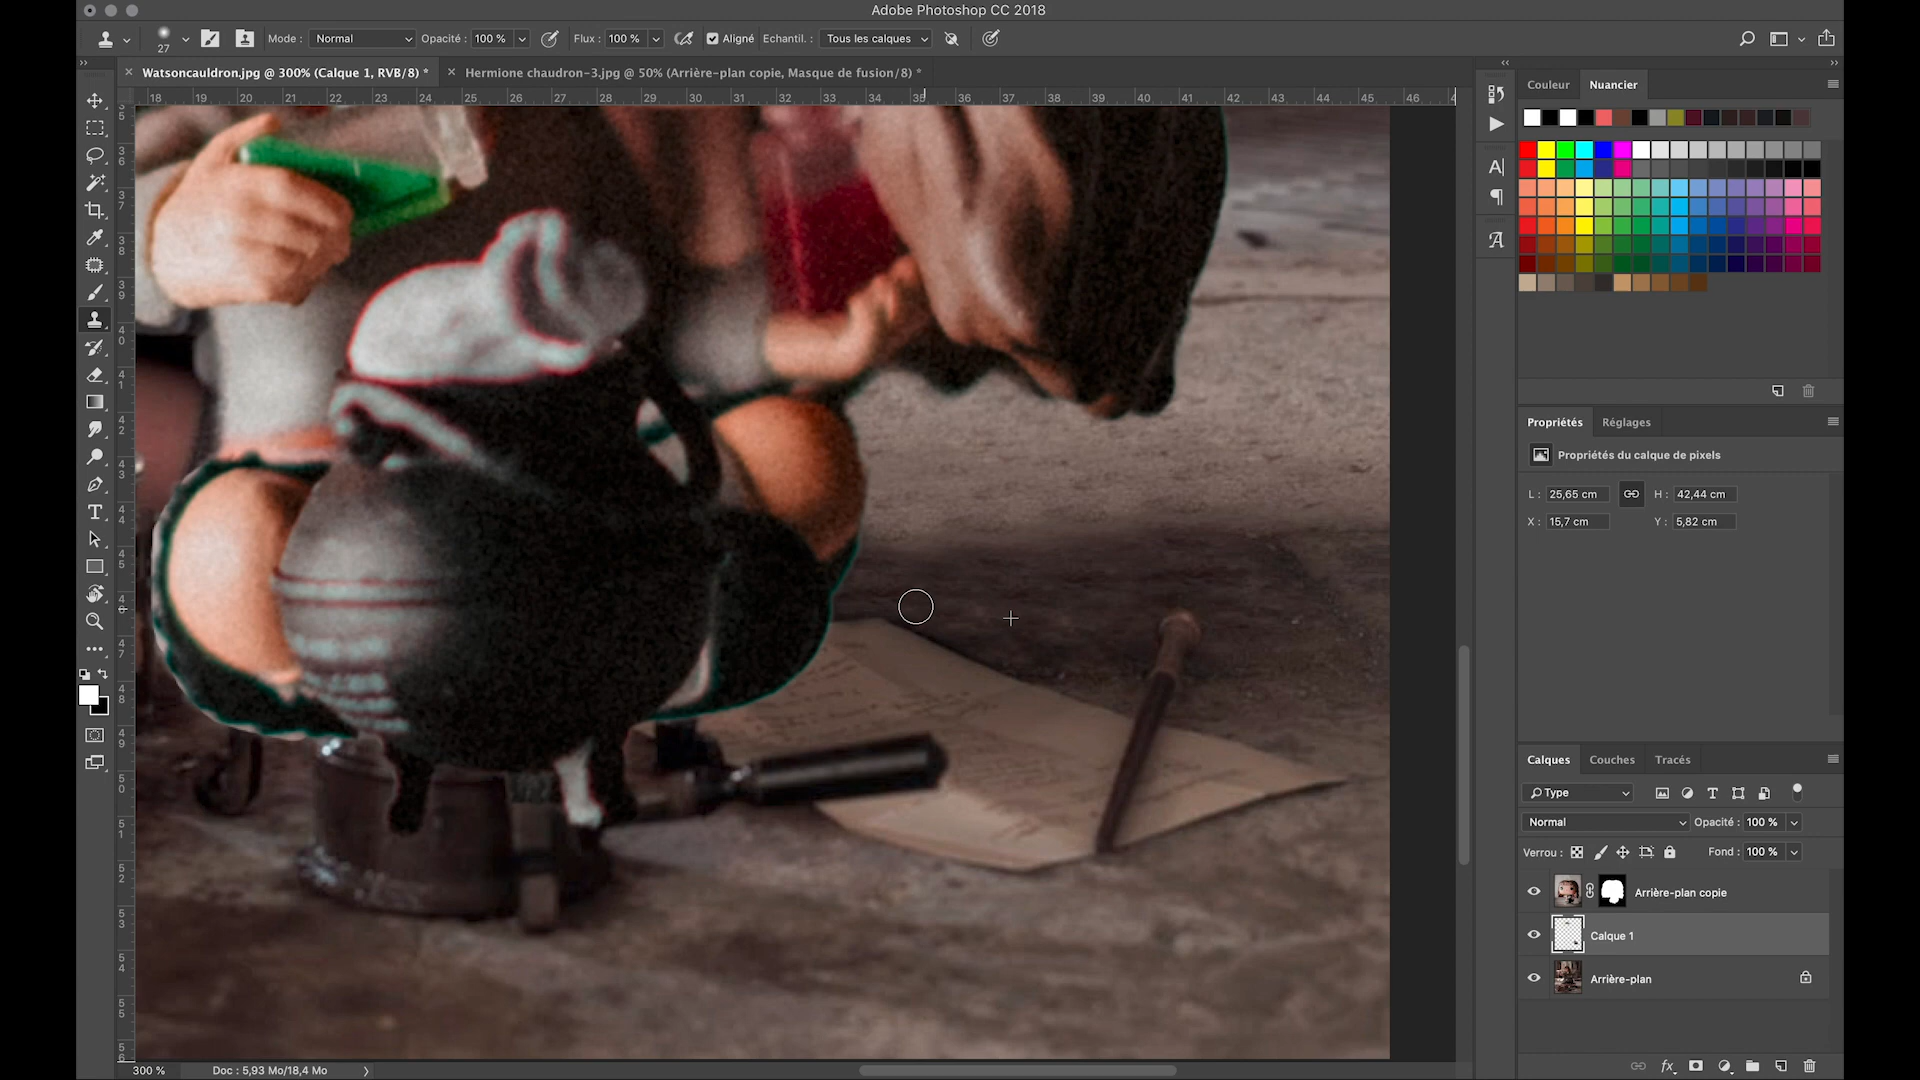 Adobe Photoshop CC 2018
27
Mode : Normal
Opacité : 100 %
Flux : 100 %
Aligné
Echantil. : Tous les calques
Watsoncauldron.jpg @ 300% (Calque 1, RVB/8) *
Hermione chaudron-3.jpg @ 50% (Arrière-plan copie, Masque de fusion/8) *
18 19 20 21 22 23 24 25 26 27 28 29 30 31 32 33 34 35 36 37 38 39 40 41 42 43 44 45 46
Couleur
Nuancier
Propriétés
Réglages
Propriétés du calque de pixels
L : 25,65 cm
H : 42,44 cm
X : 15,7 cm
Y : 5,82 cm
Calques
Couches
Tracés
Type
Normal
Opacité : 100 %
Verrou :
Fond : 100 %
Arrière-plan copie
Calque 1
Arrière-plan
fx
300 %
Doc : 5,93 Mo/18,4 Mo